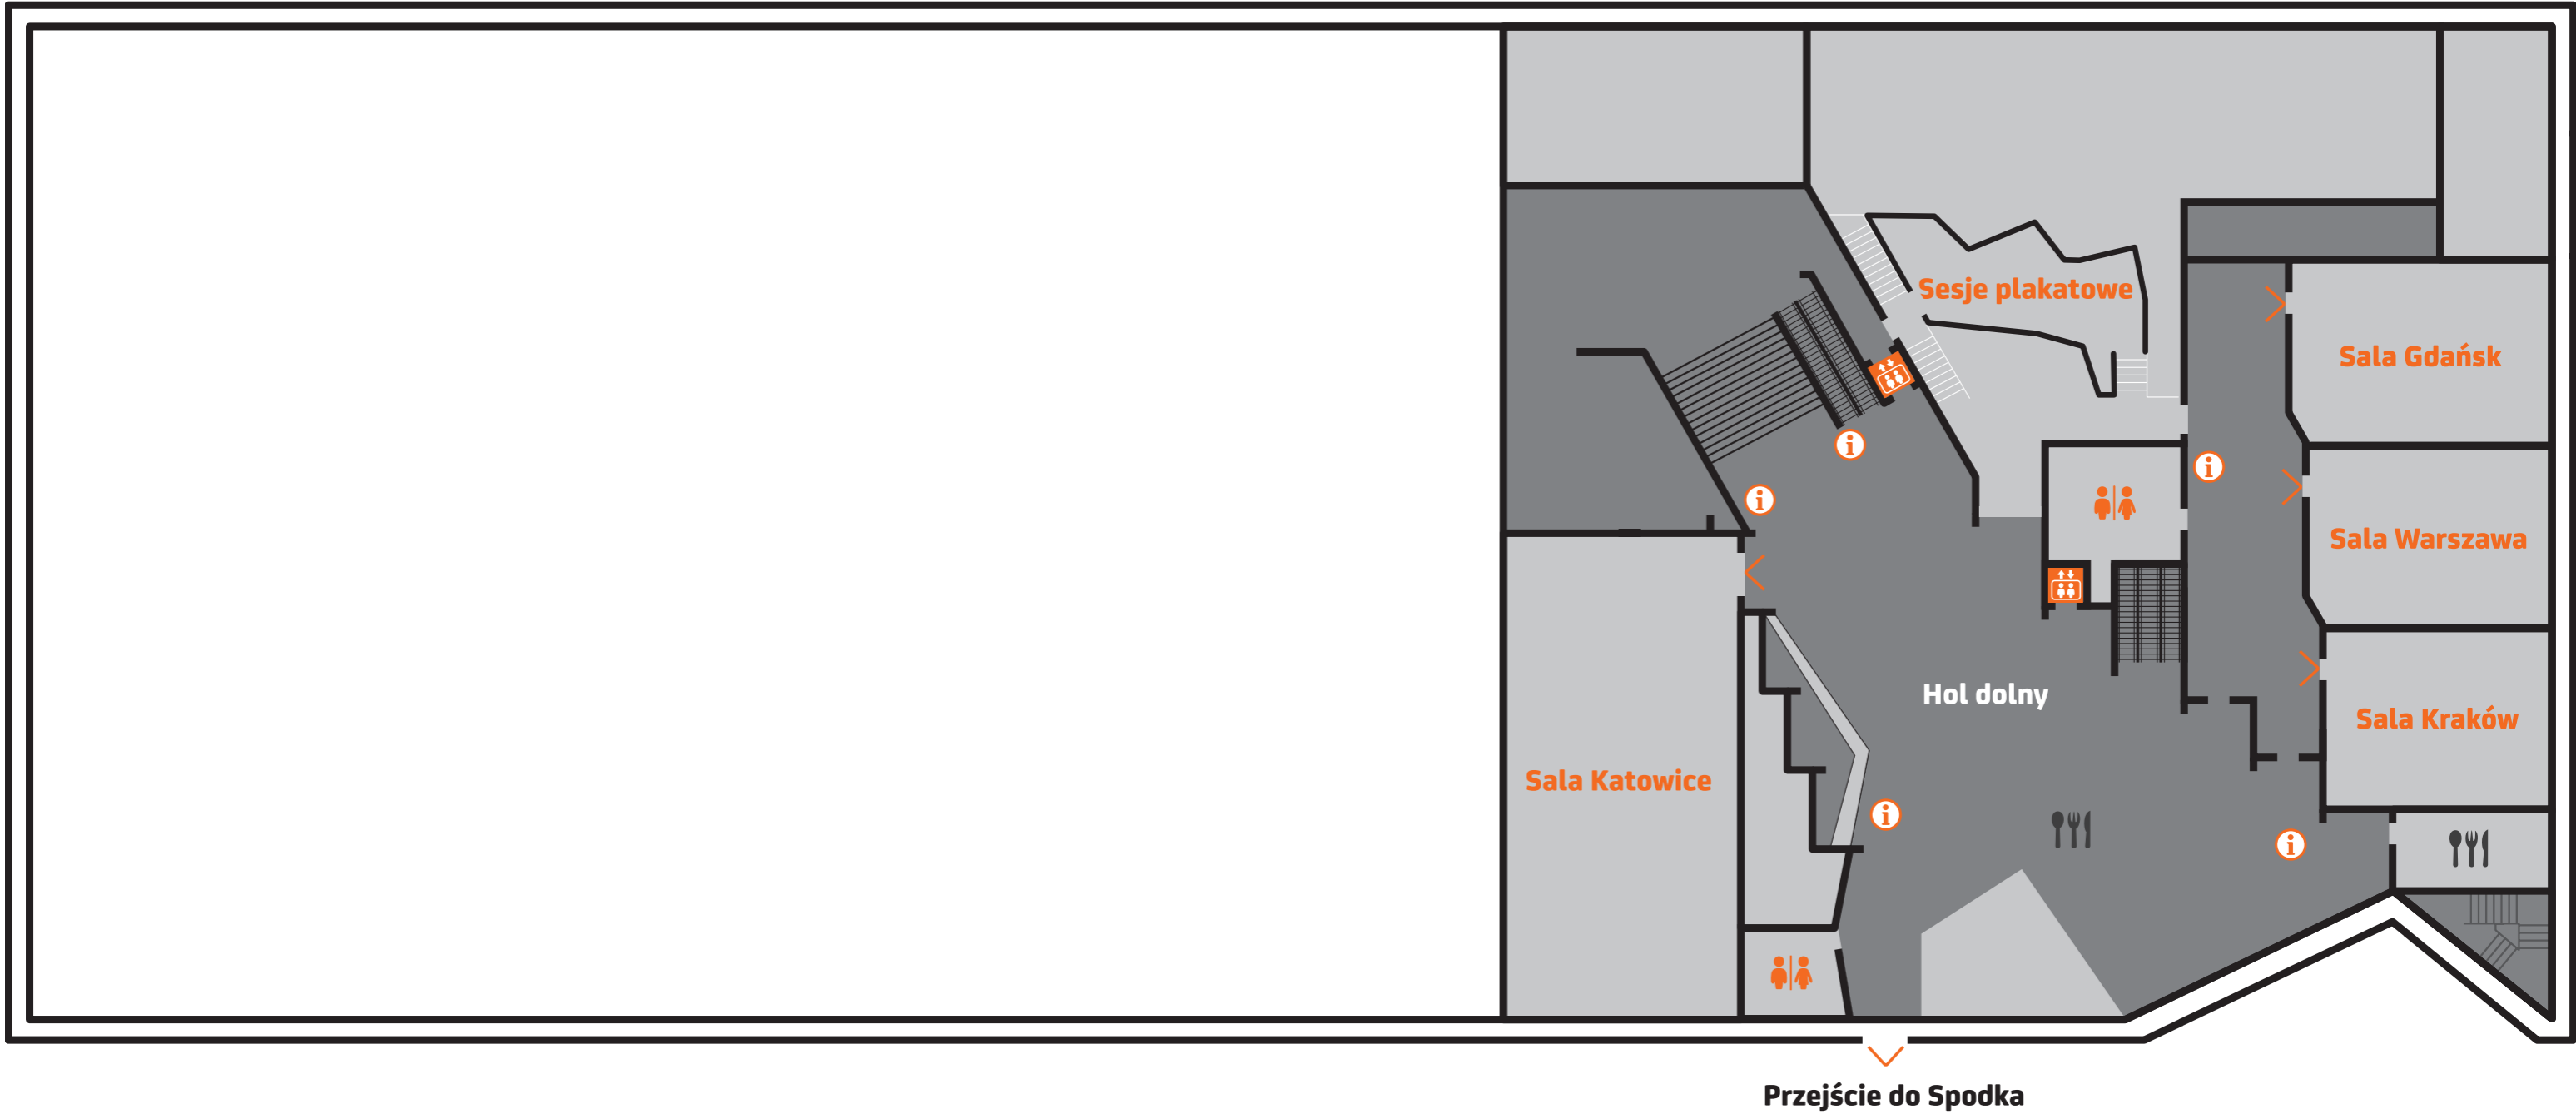 Sesje plakatowe
Sala Gdańsk
i
i
i
Sala Warszawa
Hol dolny
Sala Kraków
Sala Katowice
i
i
Przejście do Spodka